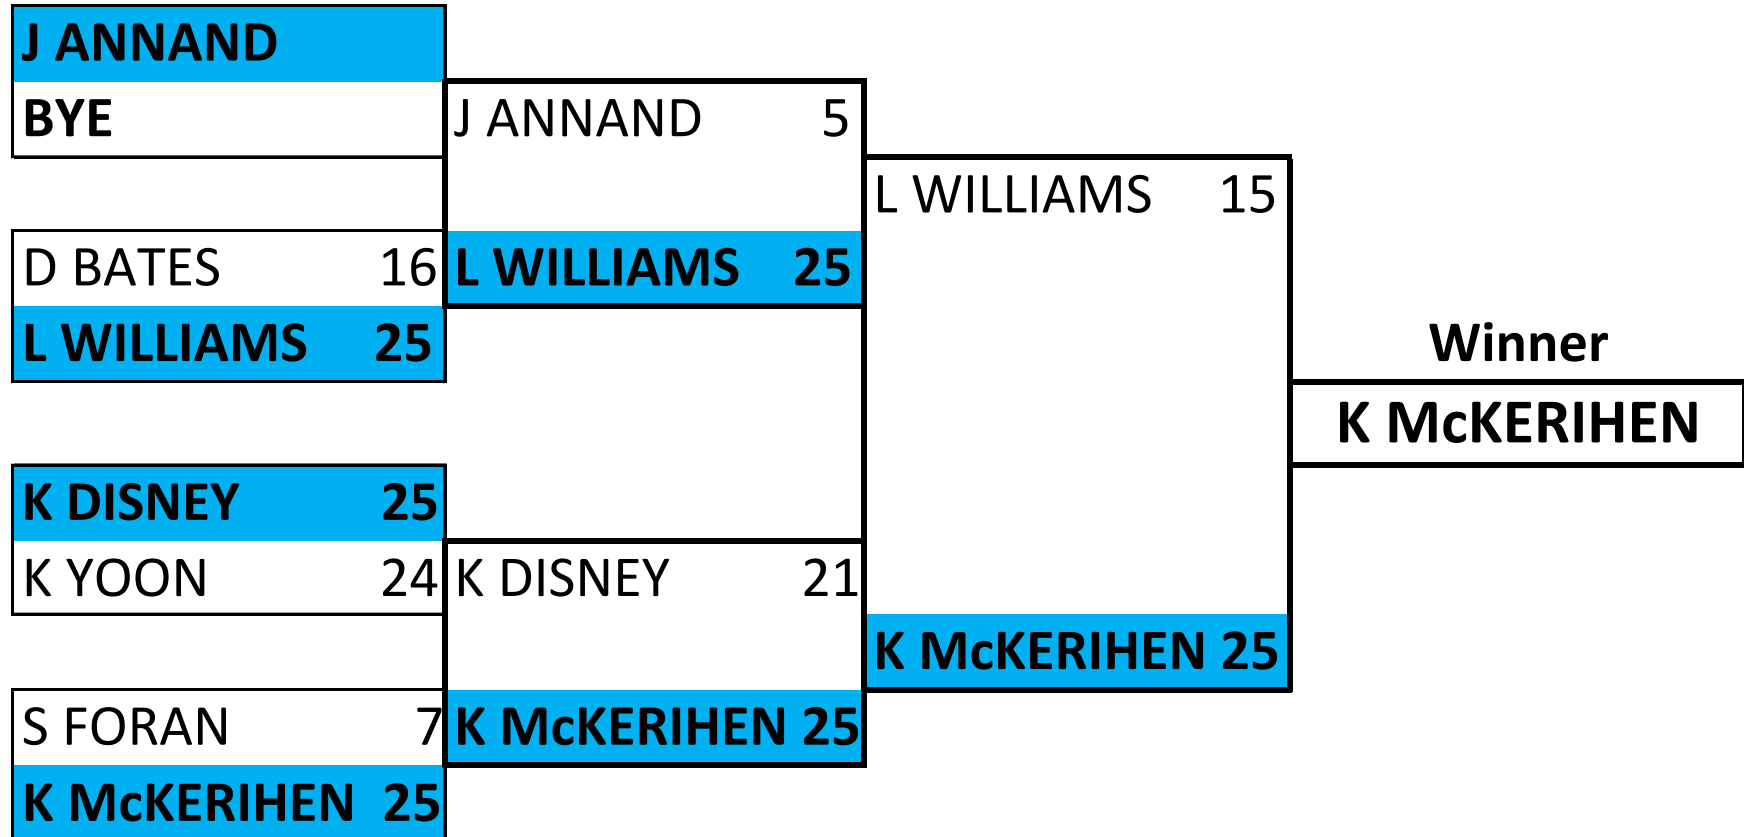 J ANNAND
BYE
D BATES 16
L WILLIAMS 25
K DISNEY 25
K YOON 24
S FORAN 7
K McKERIHEN 25
J ANNAND 5
L WILLIAMS 25
K DISNEY 21
K McKERIHEN 25
L WILLIAMS 15
K McKERIHEN 25
Winner
K McKERIHEN